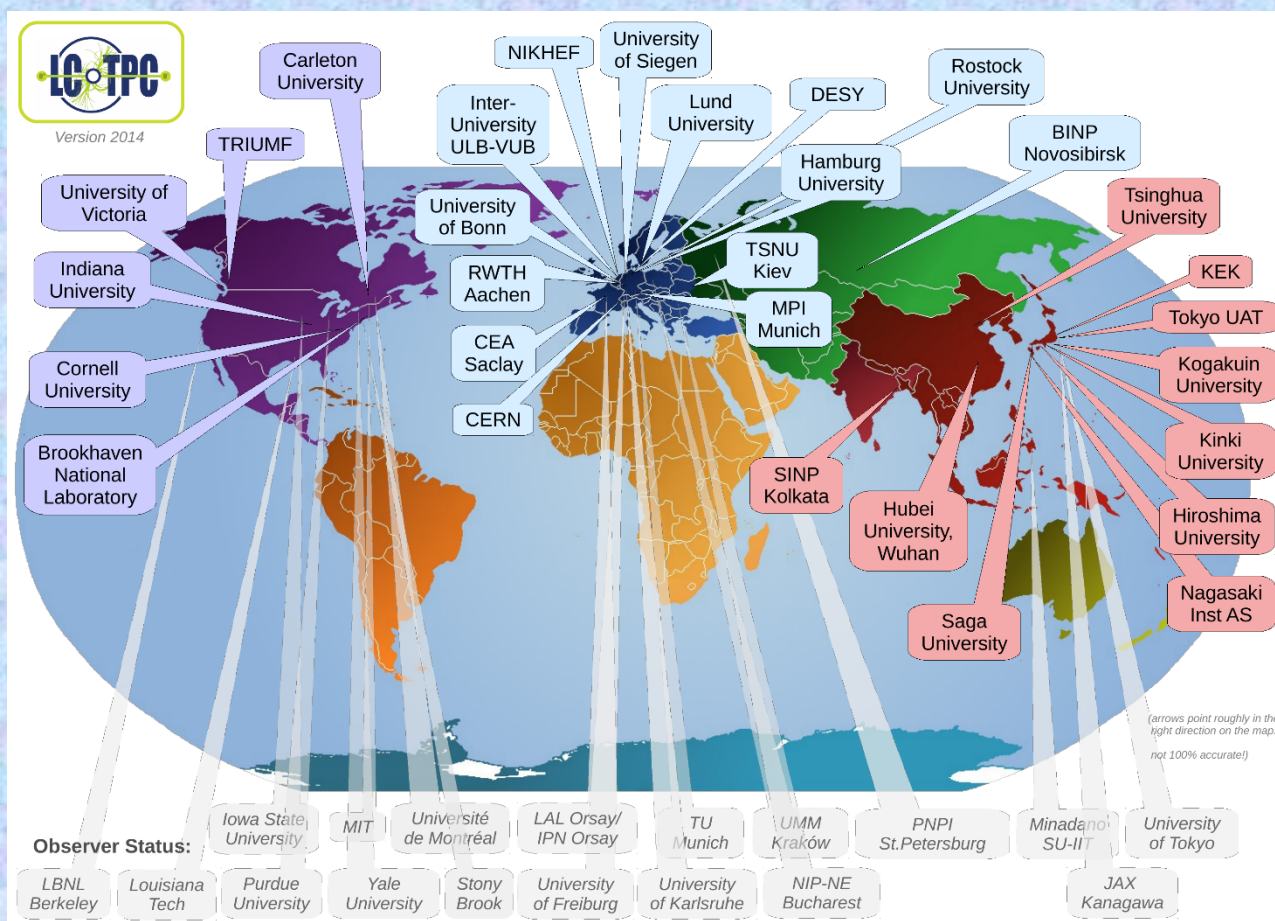 LCTPC
Version 2014
Carleton
University
TRIUMF
University of
Victoria
Indiana
University
Cornell
University
Brookhaven
National
Laboratory
NIKHEF
University
of Siegen
Inter-
University
ULB-VUB
Lund
University
DESY
Rostock
University
BINP
Novosibirsk
Hamburg
University
University
of Bonn
TSNU
Kiev
RWTH
Aachen
MPI
Munich
CEA
Saclay
CERN
Tsinghua
University
KEK
Tokyo UAT
Kogakuin
University
Kinki
University
SINP
Kolkata
Hubei
University,
Wuhan
Hiroshima
University
Nagasaki
Inst AS
Saga
University
(arrows point roughly in the
right direction on the map.
not 100% accurate!)
Observer Status:
Iowa State
University
MIT
Université
de Montréal
LAL Orsay/
IPN Orsay
TU
Munich
UMM
Kraków
PNPI
St.Petersburg
Minadano
SU-IIT
University
of Tokyo
LBNL
Berkeley
Louisiana
Tech
Purdue
University
Yale
University
Stony
Brook
University
of Freiburg
University
of Karlsruhe
NIP-NE
Bucharest
JAX
Kanagawa